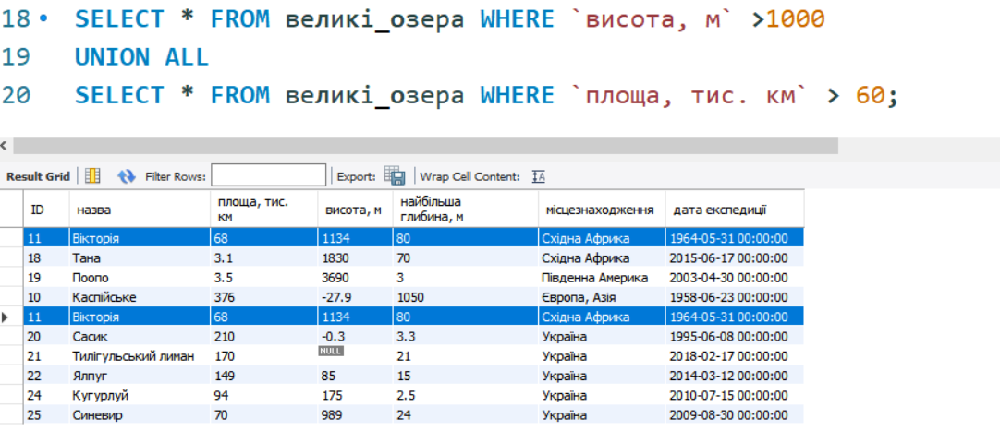 18 SELECT * FROM великі_озера WHERE `висота, м` >1000
19 UNION ALL
20 SELECT * FROM великі_озера WHERE `площа, тис. км` > 60;
Result Grid Filter Rows: Export: Wrap Cell Content: IA
ID назва площа, тис. км висота, м найбільша глибина, м місцезнаходження дата експедиції
11 Вікторія 68 1134 80 Східна Африка 1964-05-31 00:00:00
18 Тана 3.1 1830 70 Східна Африка 2015-06-17 00:00:00
19 Поопо 3.5 3690 3 Південна Америка 2003-04-30 00:00:00
10 Каспійське 376 -27.9 1050 Європа, Азія 1958-06-23 00:00:00
11 Вікторія 68 1134 80 Східна Африка 1964-05-31 00:00:00
20 Сасик 210 -0.3 3.3 Україна 1995-06-08 00:00:00
21 Тилігульський лиман 170 NULL 21 Україна 2018-02-17 00:00:00
22 Ялпуг 149 85 15 Україна 2014-03-12 00:00:00
24 Кугурлуй 94 175 2.5 Україна 2010-07-15 00:00:00
25 Синевир 70 989 24 Україна 2009-08-30 00:00:00